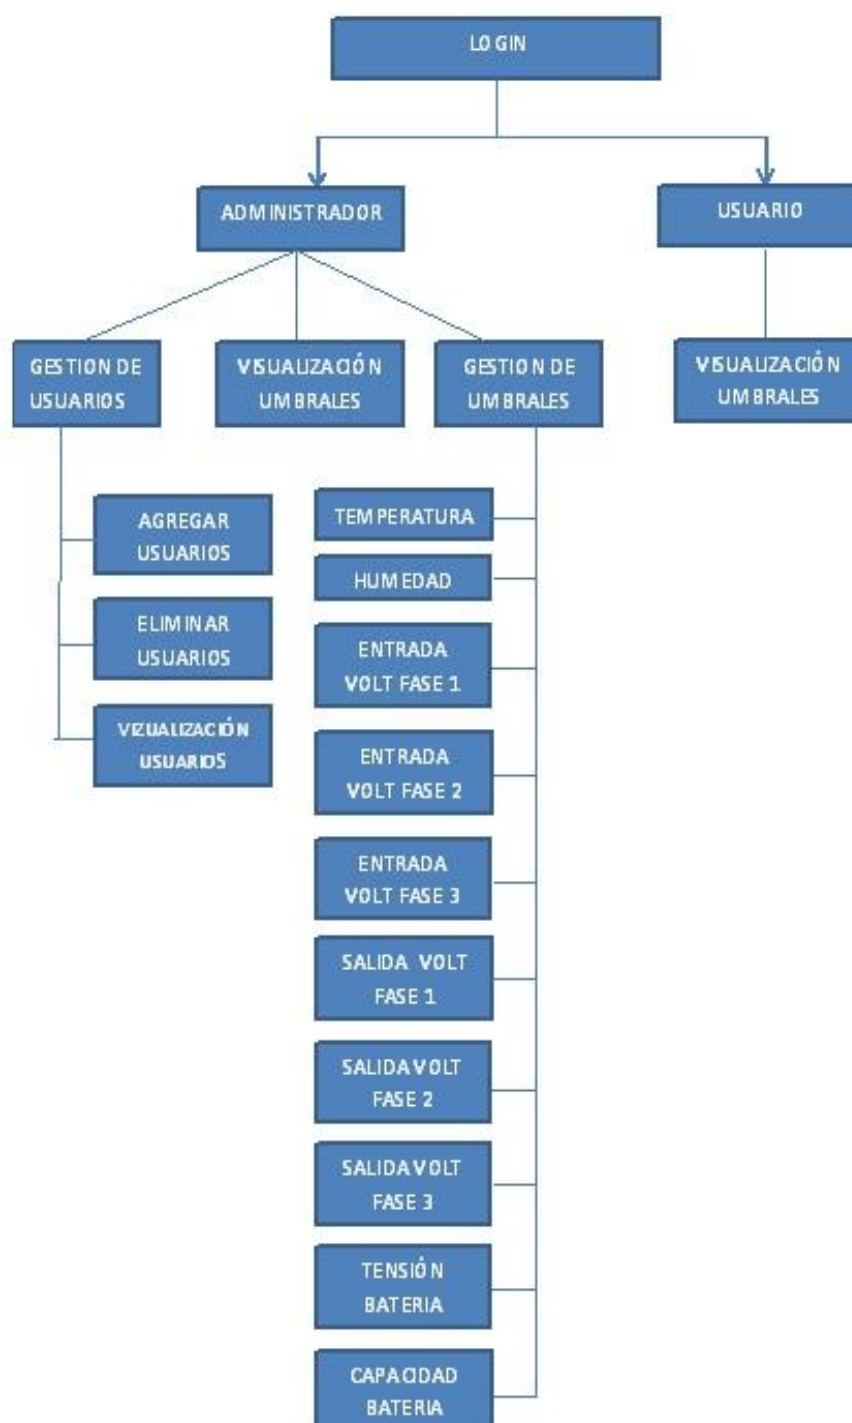 LOGIN
ADMINISTRADOR
USUARIO
GESTION DE
USUARIOS
VISUALIZACIÓN
UMBRALES
GESTION DE
UMBRALES
VISUALIZACIÓN
UMBRALES
AGREGAR
USUARIOS
ELIMINAR
USUARIOS
VIZUALIZACIÓN
USUARIOS
TEMPERATURA
HUMEDAD
ENTRADA
VOLT FASE 1
ENTRADA
VOLT FASE 2
ENTRADA
VOLT FASE 3
SALIDA VOLT
FASE 1
SALIDA VOLT
FASE 2
SALIDA VOLT
FASE 3
TENSIÓN
BATERIA
CAPACIDAD
BATERIA